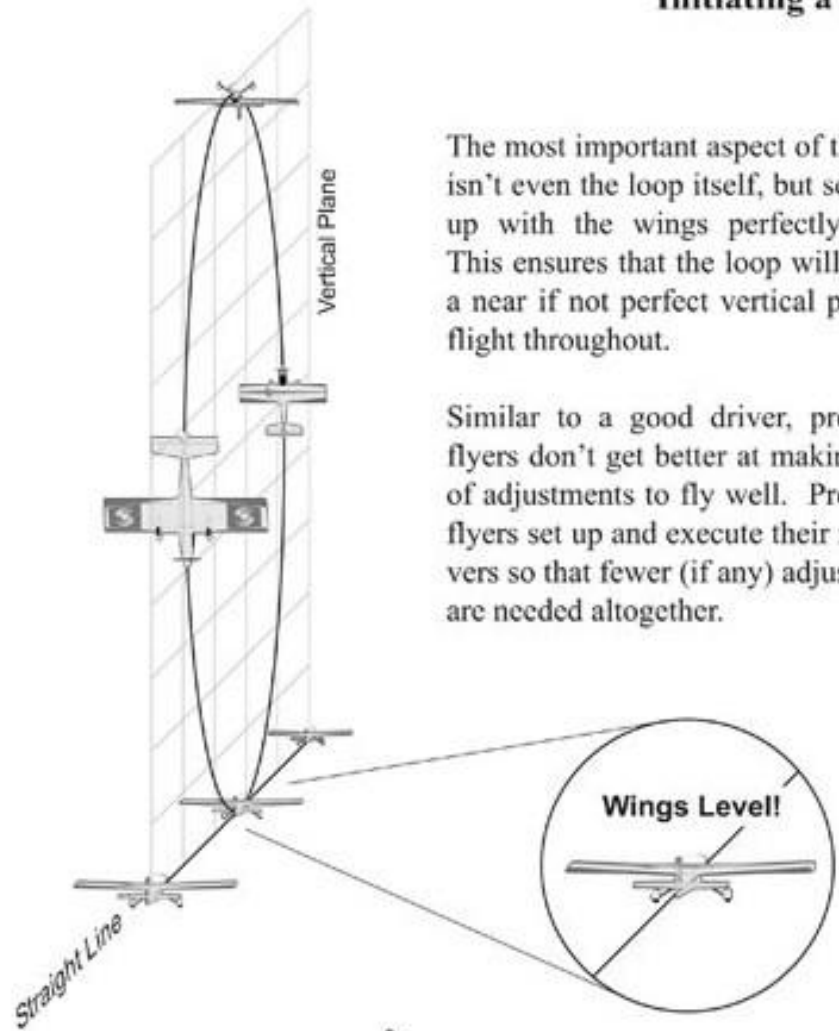 Initiating a
The most important aspect of t
isn't even the loop itself, but s
up with the wings perfectly
This ensures that the loop will
a near if not perfect vertical p
flight throughout.
Similar to a good driver, pr
flyers don't get better at makin
of adjustments to fly well. Pr
flyers set up and execute their
vers so that fewer (if any) adjus
are needed altogether.
Vertical Plane
Wings Level!
Straight Line